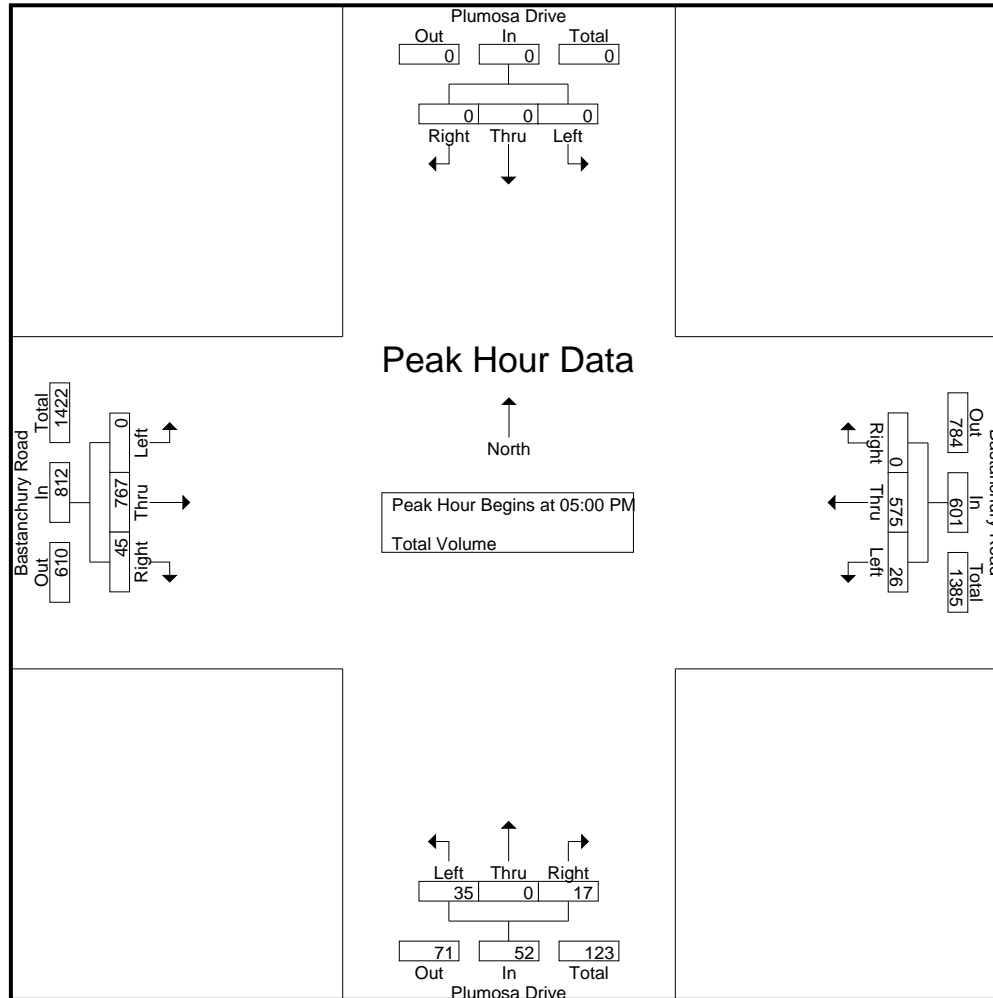 Plumosa Drive
Out In Total
0 0 0
0 0 0
Right Thru Left
Peak Hour Data
North
Peak Hour Begins at 05:00 PM
Total Volume
Bastanchury Road
Total In Out
1422 812 610
0 767 45
Left Thru Right
Right Thru Left
0 575 26
784 601 1385
Out In Total
Bastanchury Road
Left Thru Right
35 0 17
71 52 123
Out In Total
Plumosa Drive